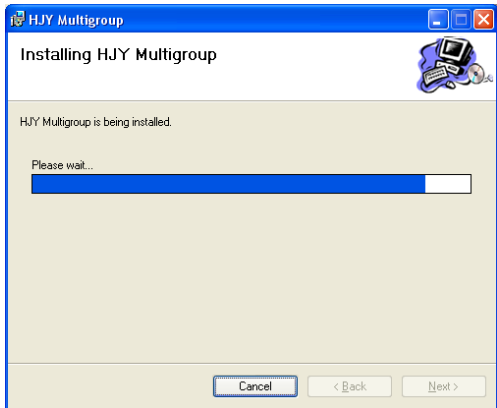 HJY Multigroup
Installing HJY Multigroup
HJY Multigroup is being installed.
Please wait...
Cancel
< Back
Next >